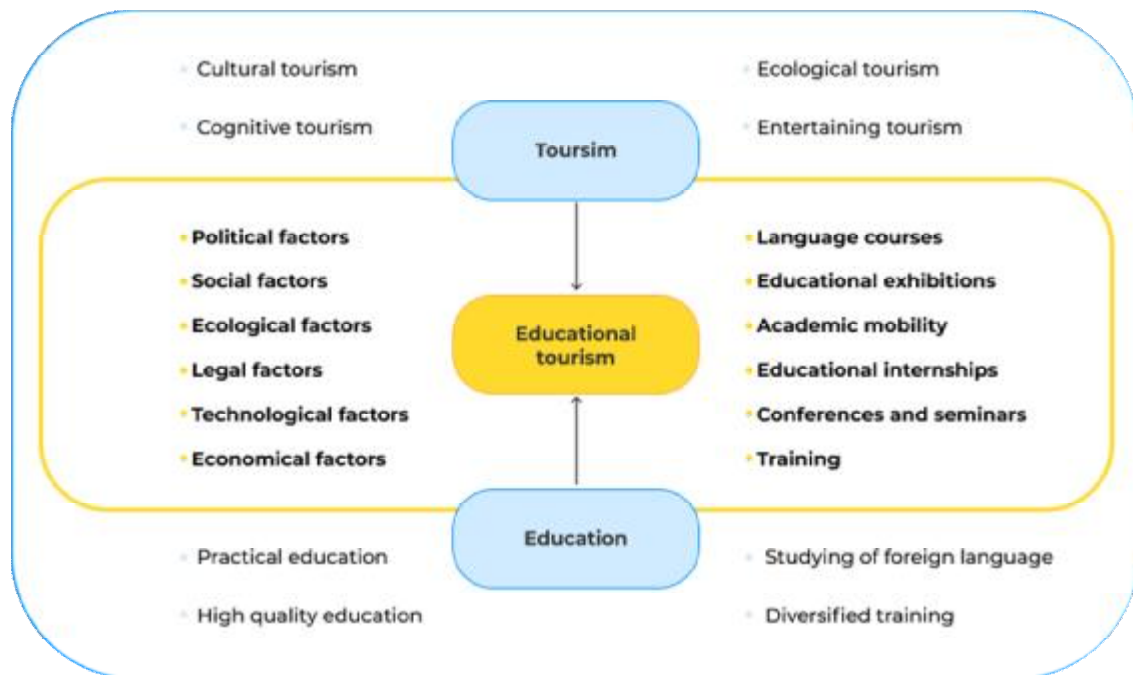 Cultural tourism
Ecological tourism
Cognitive tourism
Entertaining tourism
Toursim
Political factors
Social factors
Ecological factors
Legal factors
Technological factors
Economical factors
Educational
tourism
Language courses
Educational exhibitions
Academic mobility
Educational internships
Conferences and seminars
Training
Education
Practical education
Studying of foreign language
High quality education
Diversified training